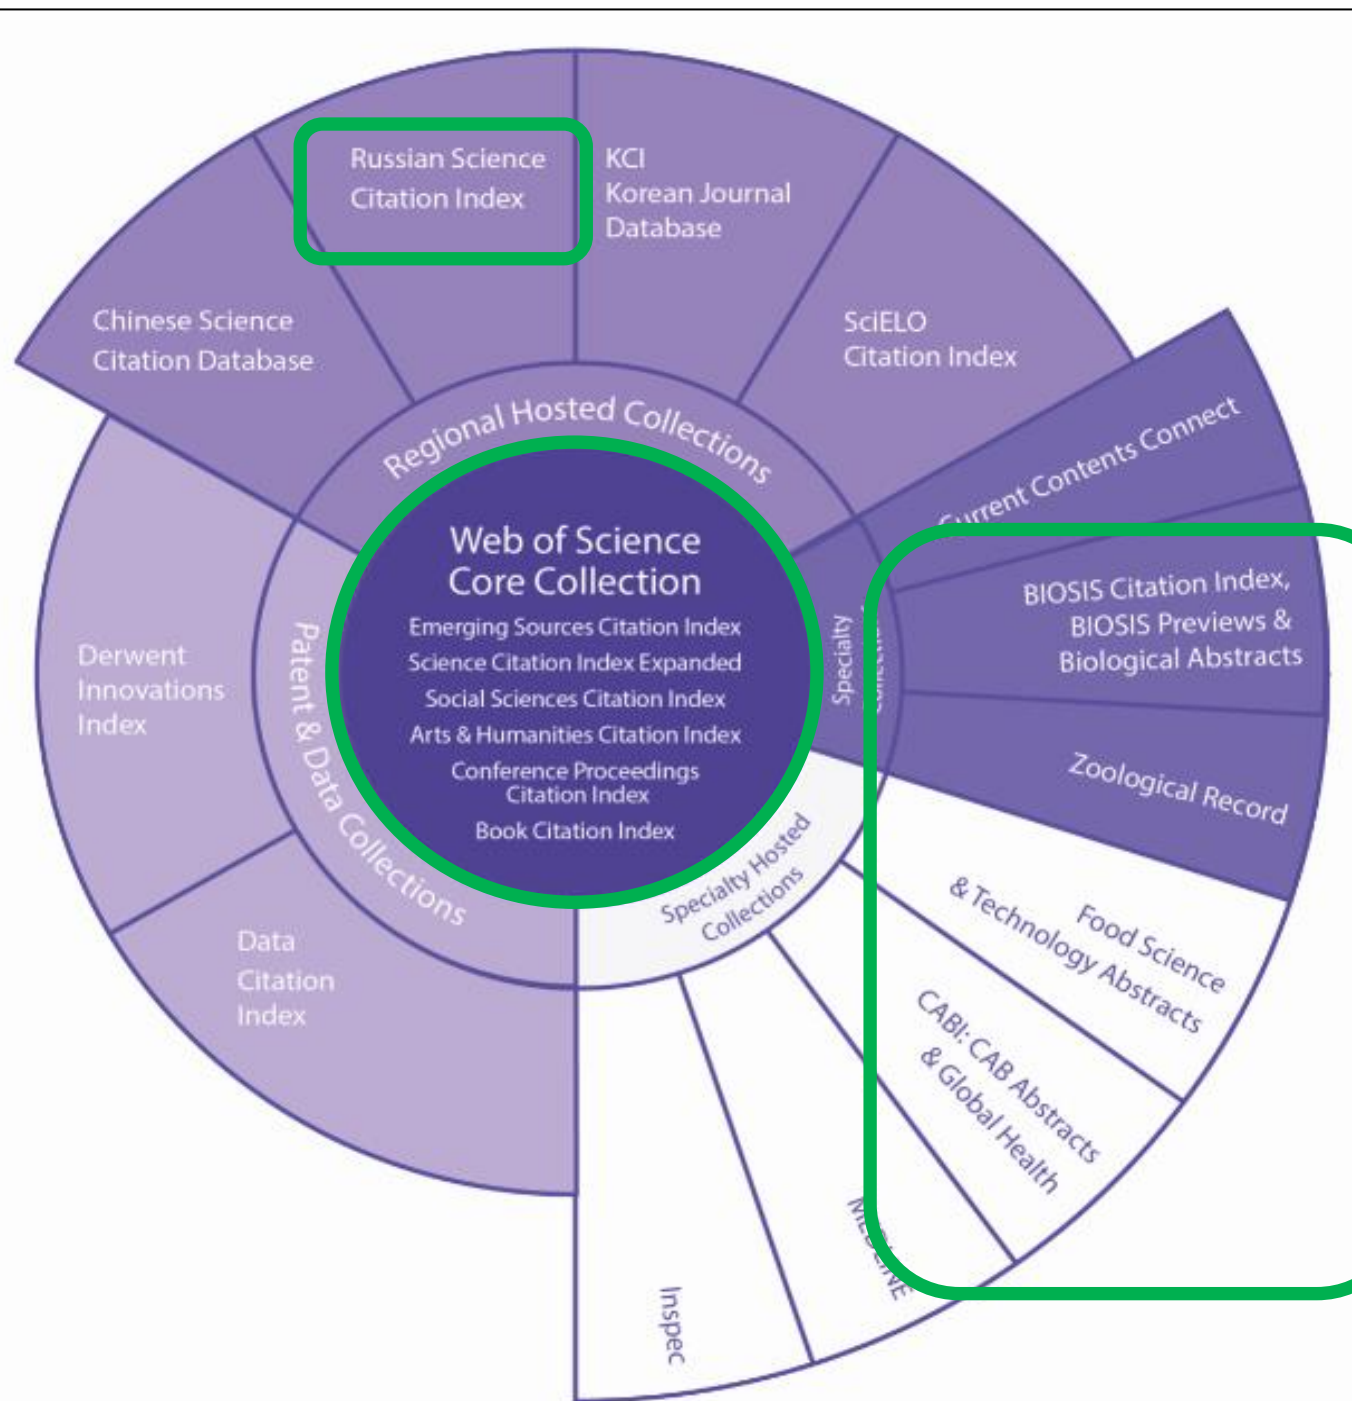 Russian Science
Citation Index
KCI
Korean Journal
Database
Chinese Science
Citation Database
SciELO
Citation Index
Regional Hosted Collections
Current Contents Connect
Web of Science
Core Collection
Emerging Sources Citation Index
Science Citation Index Expanded
Social Sciences Citation Index
Arts & Humanities Citation Index
Conference Proceedings
Citation Index
Book Citation Index
Specialty
Collections
BIOSIS Citation Index,
BIOSIS Previews &
Biological Abstracts
Zoological Record
Derwent
Innovations
Index
Patent & Data Collections
Data
Citation
Index
Specialty Hosted
Collections
Food Science
& Technology Abstracts
CABI: CAB Abstracts
& Global Health
MEDLINE
Inspec